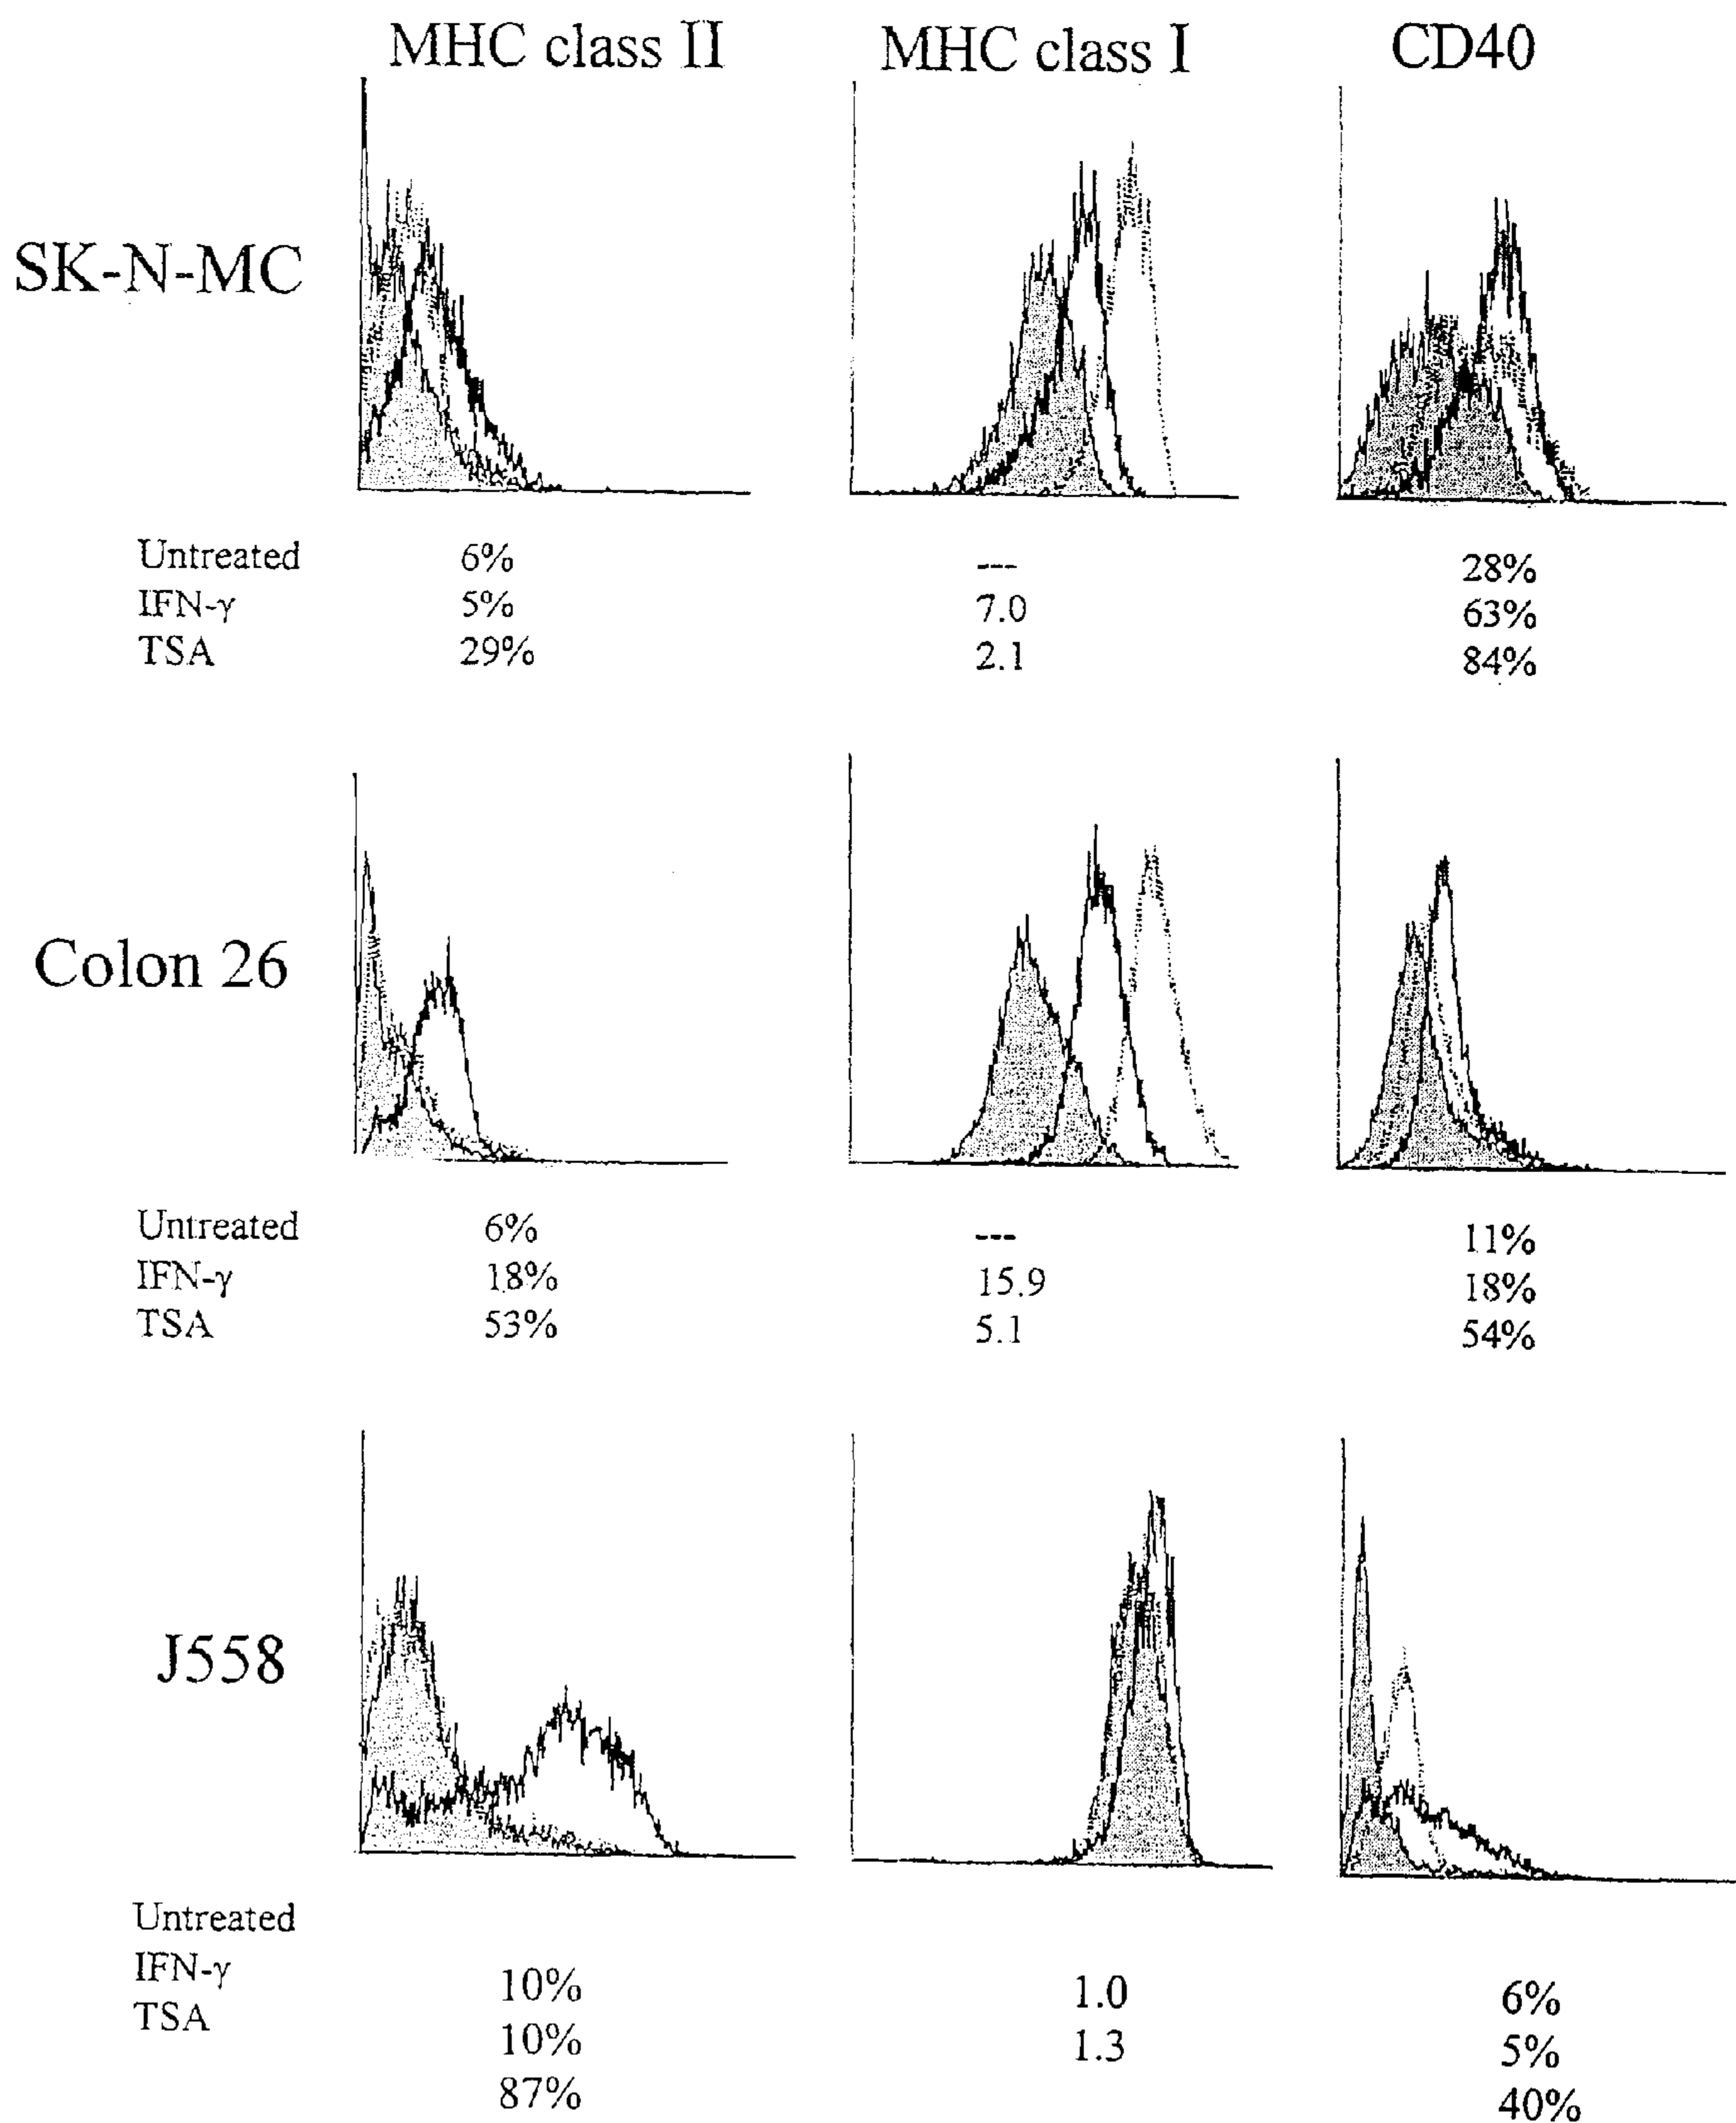 MHC class II MHC class I CD40
SK-N-MC
Untreated 6% --- 28%
IFN-γ 5% 7.0 63%
TSA 29% 2.1 84%
Colon 26
Untreated 6% --- 11%
IFN-γ 18% 15.9 18%
TSA 53% 5.1 54%
J558
Untreated
IFN-γ 10% 1.0 6%
TSA 10% 1.3 5%
87% 40%